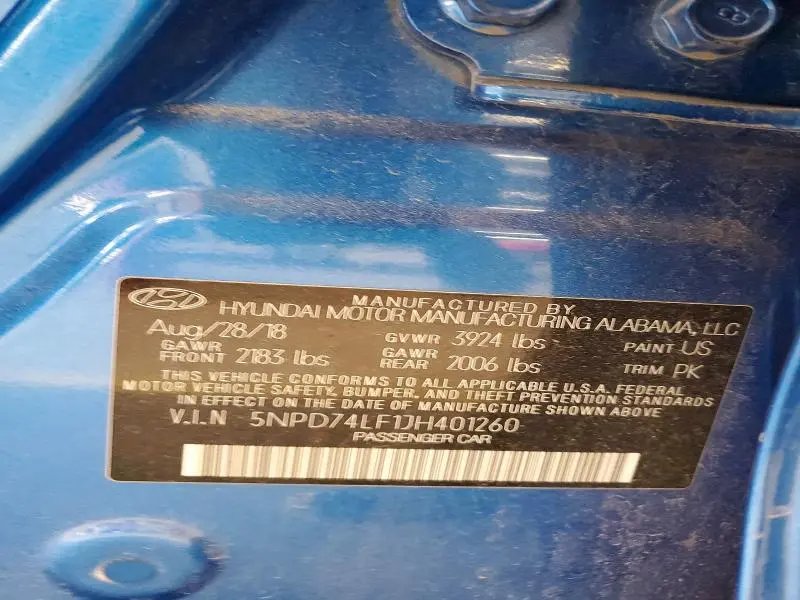 8
MANUFACTURED BY
HYUNDAI MOTOR MANUFACTURING ALABAMA, LLC
Aug/28/18 GVWR 3924 lbs PAINT US
GAWR FRONT 2183 lbs GAWR REAR 2006 lbs TRIM PK
THIS VEHICLE CONFORMS TO ALL APPLICABLE U.S.A. FEDERAL
MOTOR VEHICLE SAFETY, BUMPER, AND THEFT PREVENTION STANDARDS
IN EFFECT ON THE DATE OF MANUFACTURE SHOWN ABOVE
V.I.N 5NPD74LF1JH401260
PASSENGER CAR